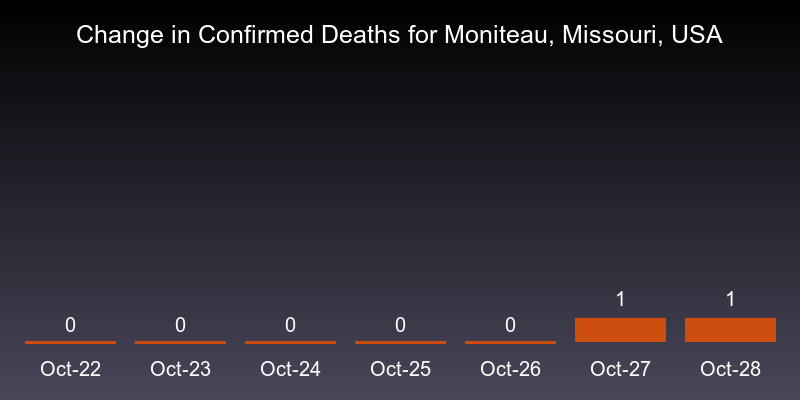 Change in Confirmed Deaths for Moniteau, Missouri, USA
0 0 0 0 0 1 1
Oct-22 Oct-23 Oct-24 Oct-25 Oct-26 Oct-27 Oct-28